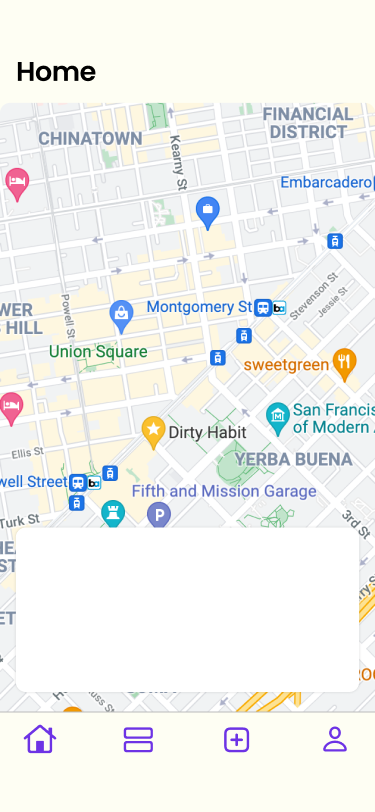 Home
FINANCIAL
DISTRICT
CHINATOWN
Kearny St
Embarcadero
Montgomery St
Stevenson St
Jessie St
Powell St
Union Square
sweetgreen
San Francis
of Modern
Dirty Habit
Ellis St
YERBA BUENA
well Street
Fifth and Mission Garage
Turk St
3rd St
P